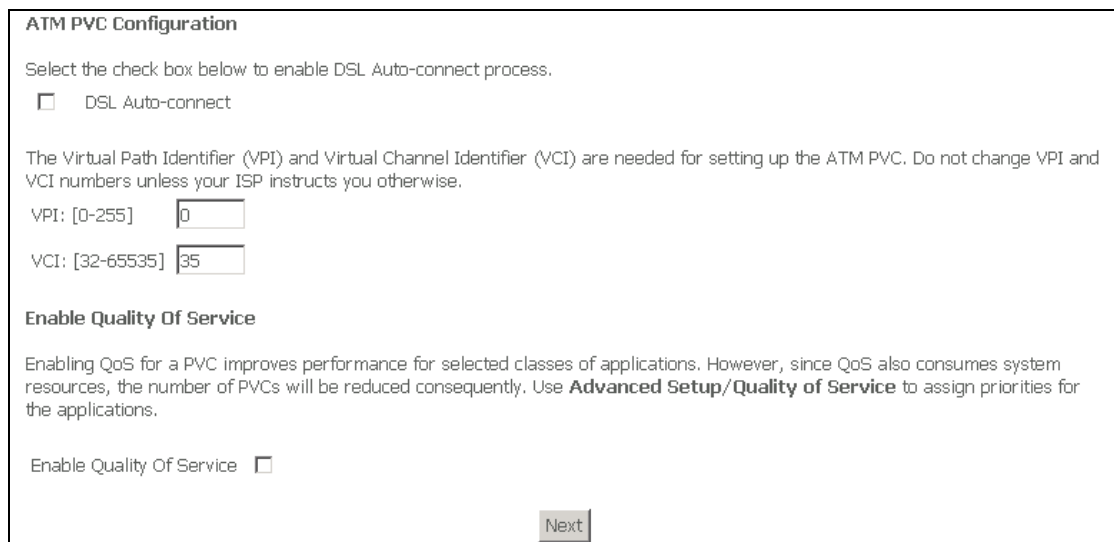 ATM PVC Configuration
Select the check box below to enable DSL Auto-connect process.
DSL Auto-connect
The Virtual Path Identifier (VPI) and Virtual Channel Identifier (VCI) are needed for setting up the ATM PVC. Do not change VPI and
VCI numbers unless your ISP instructs you otherwise.
VPI: [0-255] 0
VCI: [32-65535] 35
Enable Quality Of Service
Enabling QoS for a PVC improves performance for selected classes of applications. However, since QoS also consumes system
resources, the number of PVCs will be reduced consequently. Use Advanced Setup/Quality of Service to assign priorities for
the applications.
Enable Quality Of Service
Next